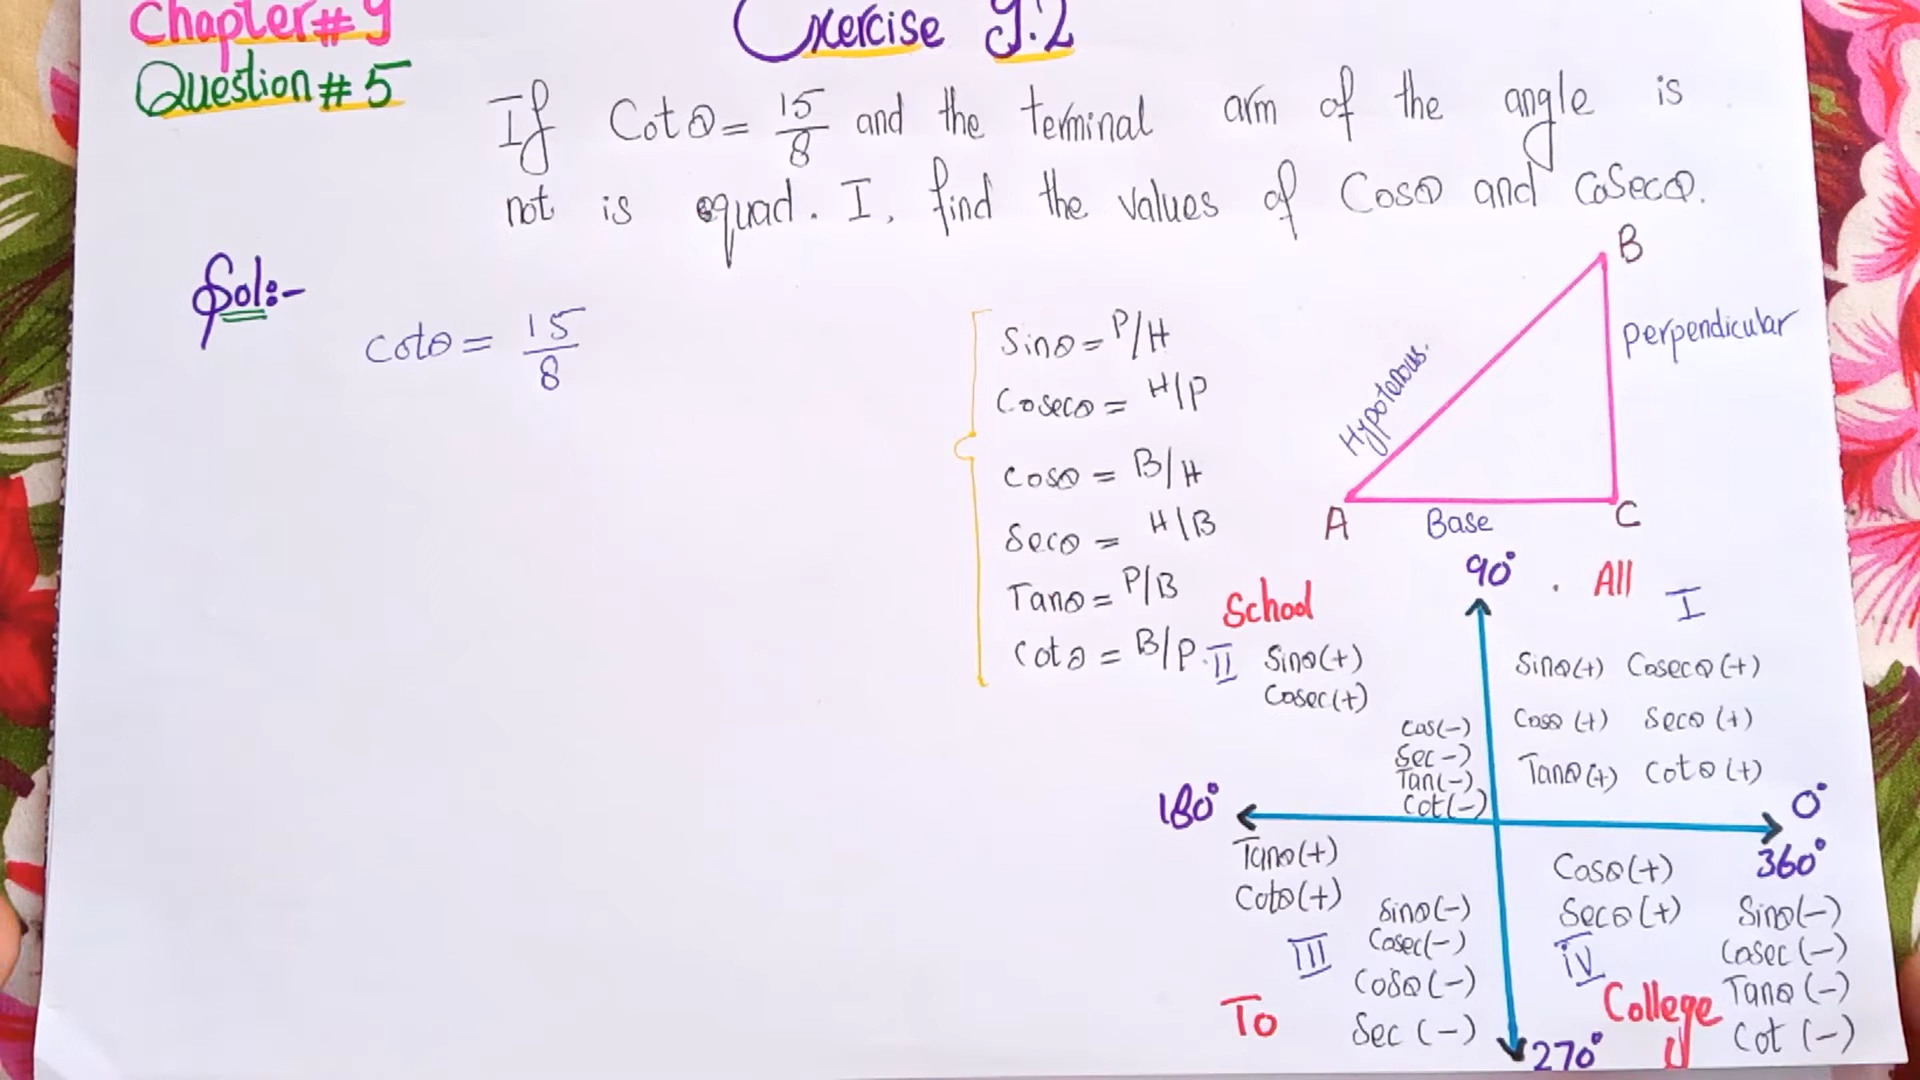 Chapter# 9
Exercise 9.2
Question # 5
If Cotθ = 15/8 and the terminal arm of the angle is
not is quad. I, find the values of Cosθ and Cosecθ.
Sol:-
cotθ = 15/8
Sinθ = P/H
Cosecθ = H/P
Cosθ = B/H
Secθ = H/B
Tanθ = P/B
Cotθ = B/P
B
Perpendicular
Hypotenous.
A
Base
C
90°
All
I
Sinθ(+) Cosecθ(+)
Cosθ (+) Secθ (+)
Tanθ(+) Cotθ (+)
School
II
Sinθ(+)
Cosec(+)
Cos(-)
Sec -)
Tan(-)
Cot(-)
180°
0°
360°
Tanθ(+)
Cotθ(+)
III
Sinθ(-)
Cosec(-)
Cosθ(-)
Sec (-)
To
Cosθ(+)
Secθ(+)
iv
Sinθ(-)
Cosec(-)
Tanθ(-)
Cot (-)
College
270°